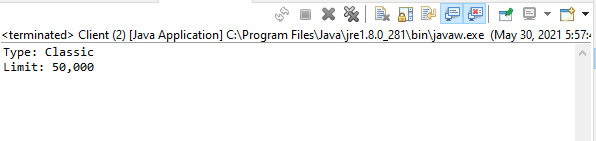 <terminated> Client (2) [Java Application] C:\Program Files\Java\jre1.8.0_281\bin\javaw.exe (May 30, 2021 5:57:4
Type: Classic
Limit: 50,000